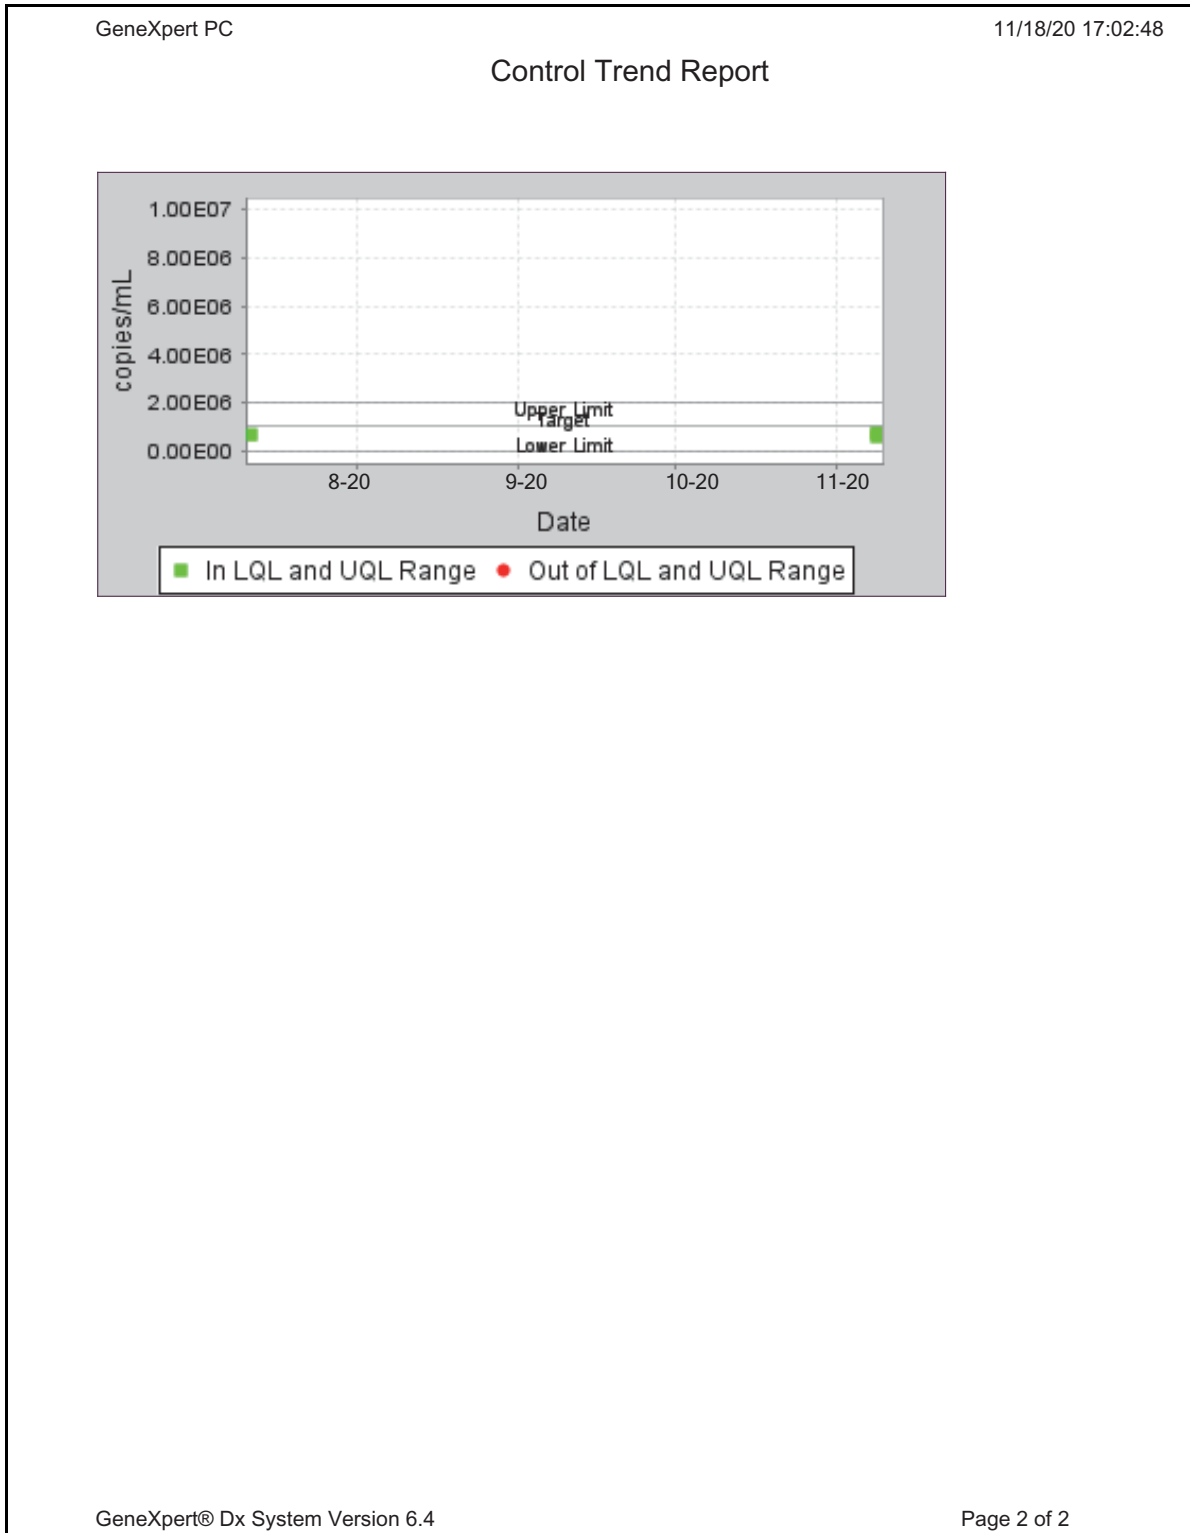 GeneXpert PC 11/18/20 17:02:48
Control Trend Report
1.00E07
8.00E06
6.00E06
4.00E06
2.00E06
0.00E00
copies/mL
Upper Limit
Target
Lower Limit
8-20 9-20 10-20 11-20
Date
In LQL and UQL Range Out of LQL and UQL Range
GeneXpert® Dx System Version 6.4 Page 2 of 2